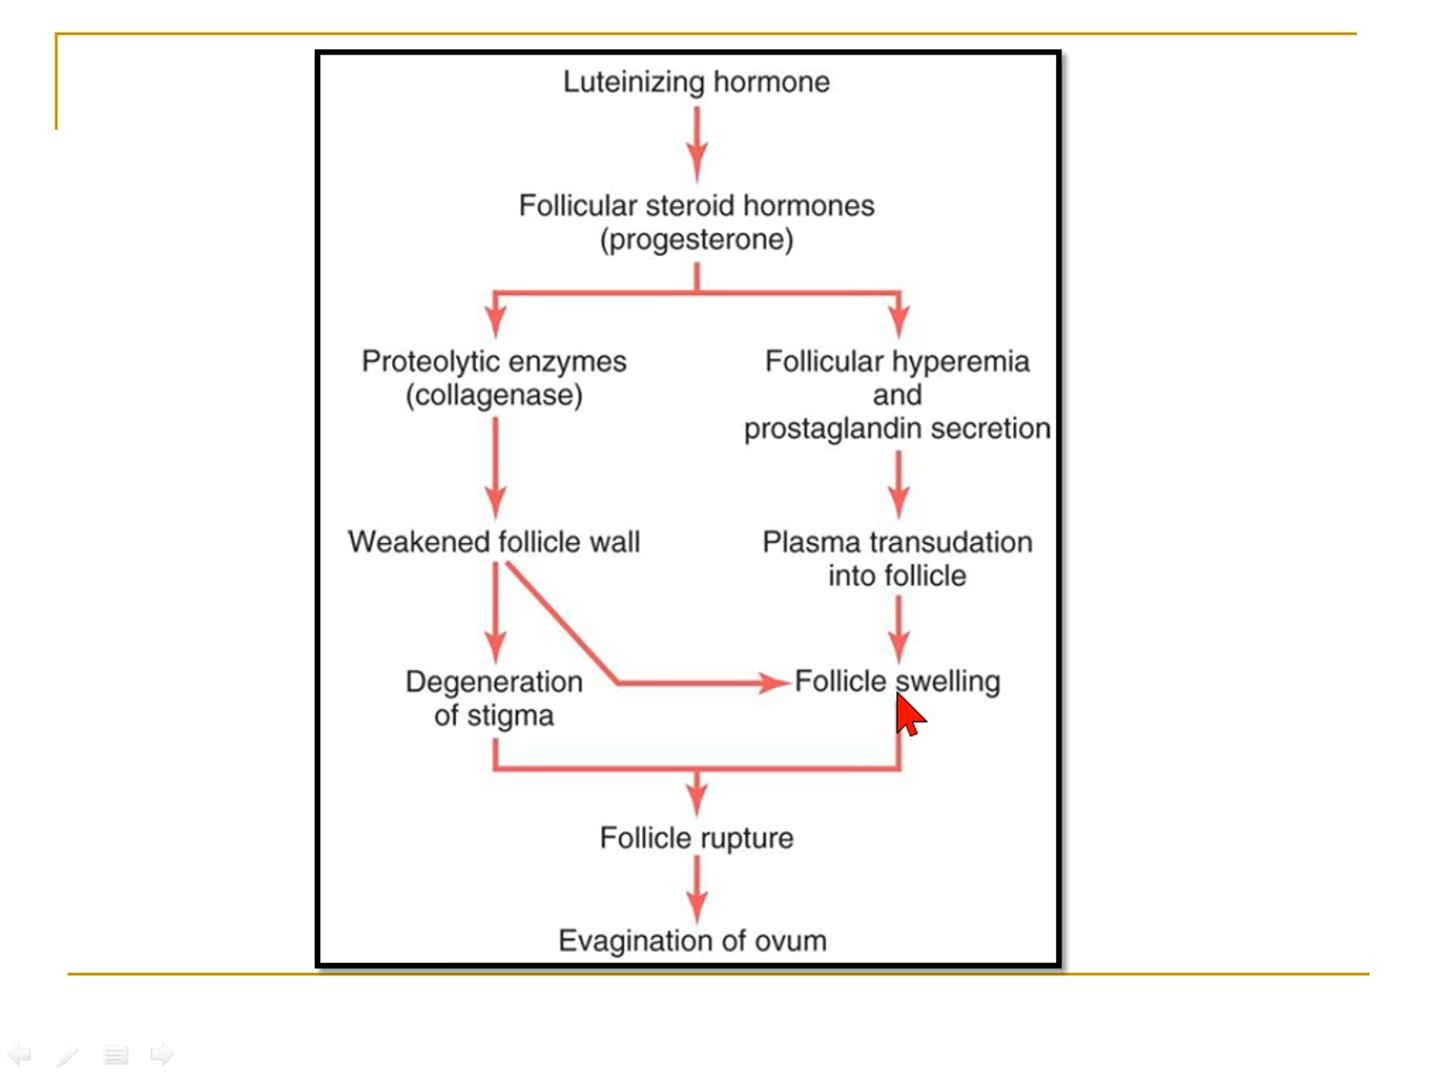 Luteinizing hormone
Follicular steroid hormones
(progesterone)
Proteolytic enzymes
(collagenase)
Follicular hyperemia
and
prostaglandin secretion
Weakened follicle wall
Plasma transudation
into follicle
Degeneration
of stigma
Follicle swelling
Follicle rupture
Evagination of ovum